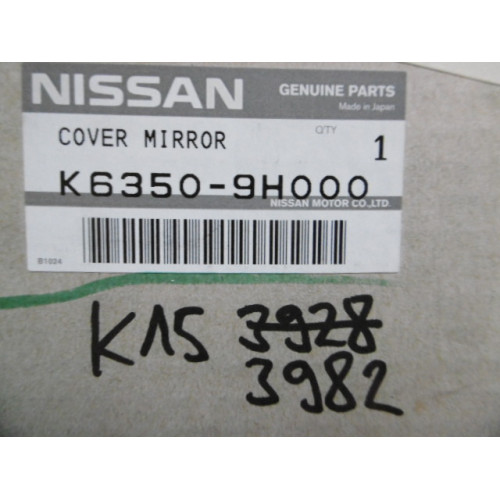 NISSAN GENUINE PARTS
Made in Japan
COVER MIRROR QTY 1
K6350-9H000
NISSAN MOTOR CO.,LTD.
B1024
K15 3928
3982